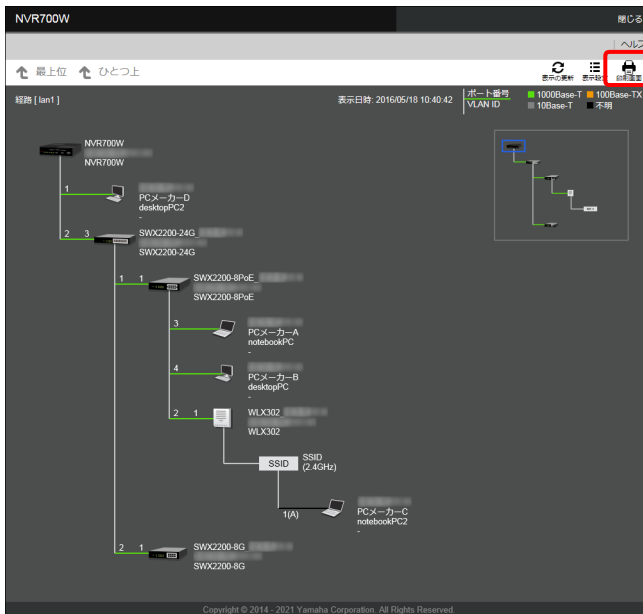 NVR700W
閉じる
ヘルプ
最上位
ひとつ上
表示の更新
表示設定
印刷画面
経路 [ lan1 ]
表示日時: 2016/05/18 10:40:42
ポート番号
VLAN ID
1000Base-T
100Base-TX
10Base-T
不明
NVR700W
NVR700W
1
PCメーカーD
desktopPC2
-
2 3
SWX2200-24G_
SWX2200-24G
1 1
SWX2200-8PoE_
SWX2200-8PoE
3
PCメーカーA
notebookPC
-
4
PCメーカーB
desktopPC
-
2 1
WLX302_
WLX302
SSID
SSID
(2.4GHz)
1(A)
PCメーカーC
notebookPC2
-
2 1
SWX2200-8G_
SWX2200-8G
Copyright © 2014 - 2021 Yamaha Corporation. All Rights Reserved.